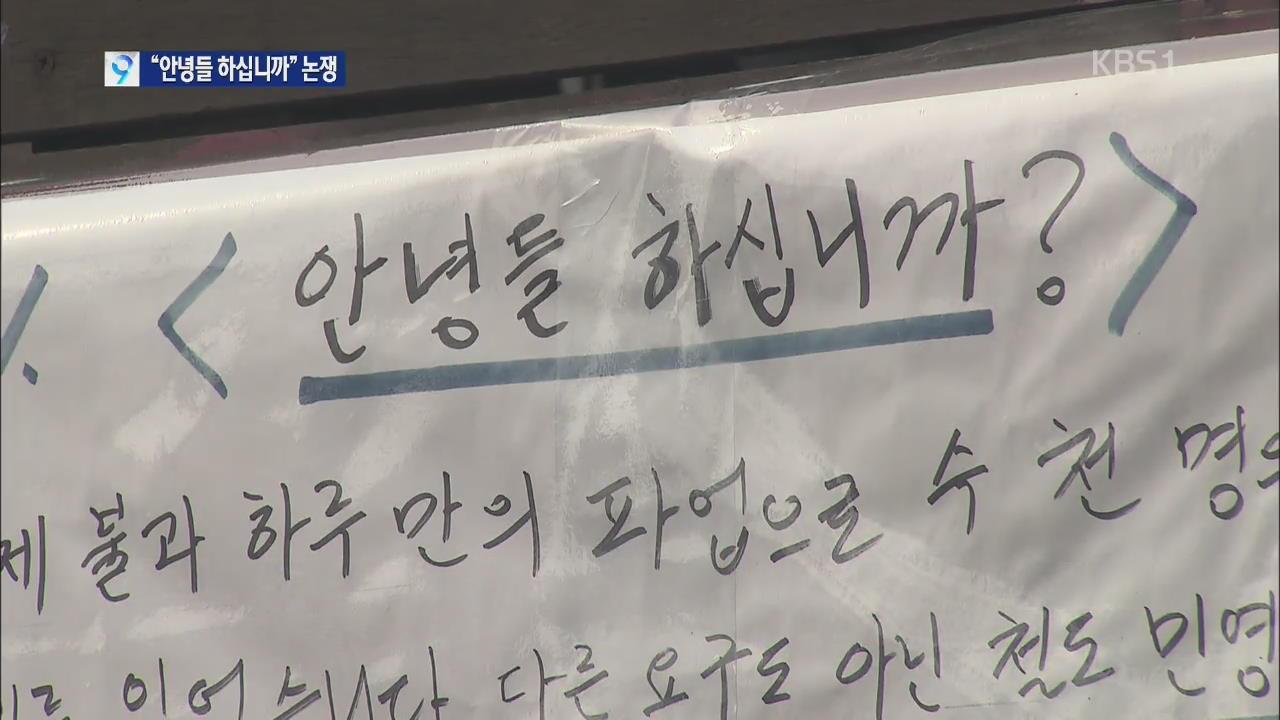 9 “안녕들 하십니까” 논쟁
KBS1
< 안녕들 하십니까? >
제 불과 하루 만의 파업으로 수 천 명의
다른 요구도 아닌 철도 민영